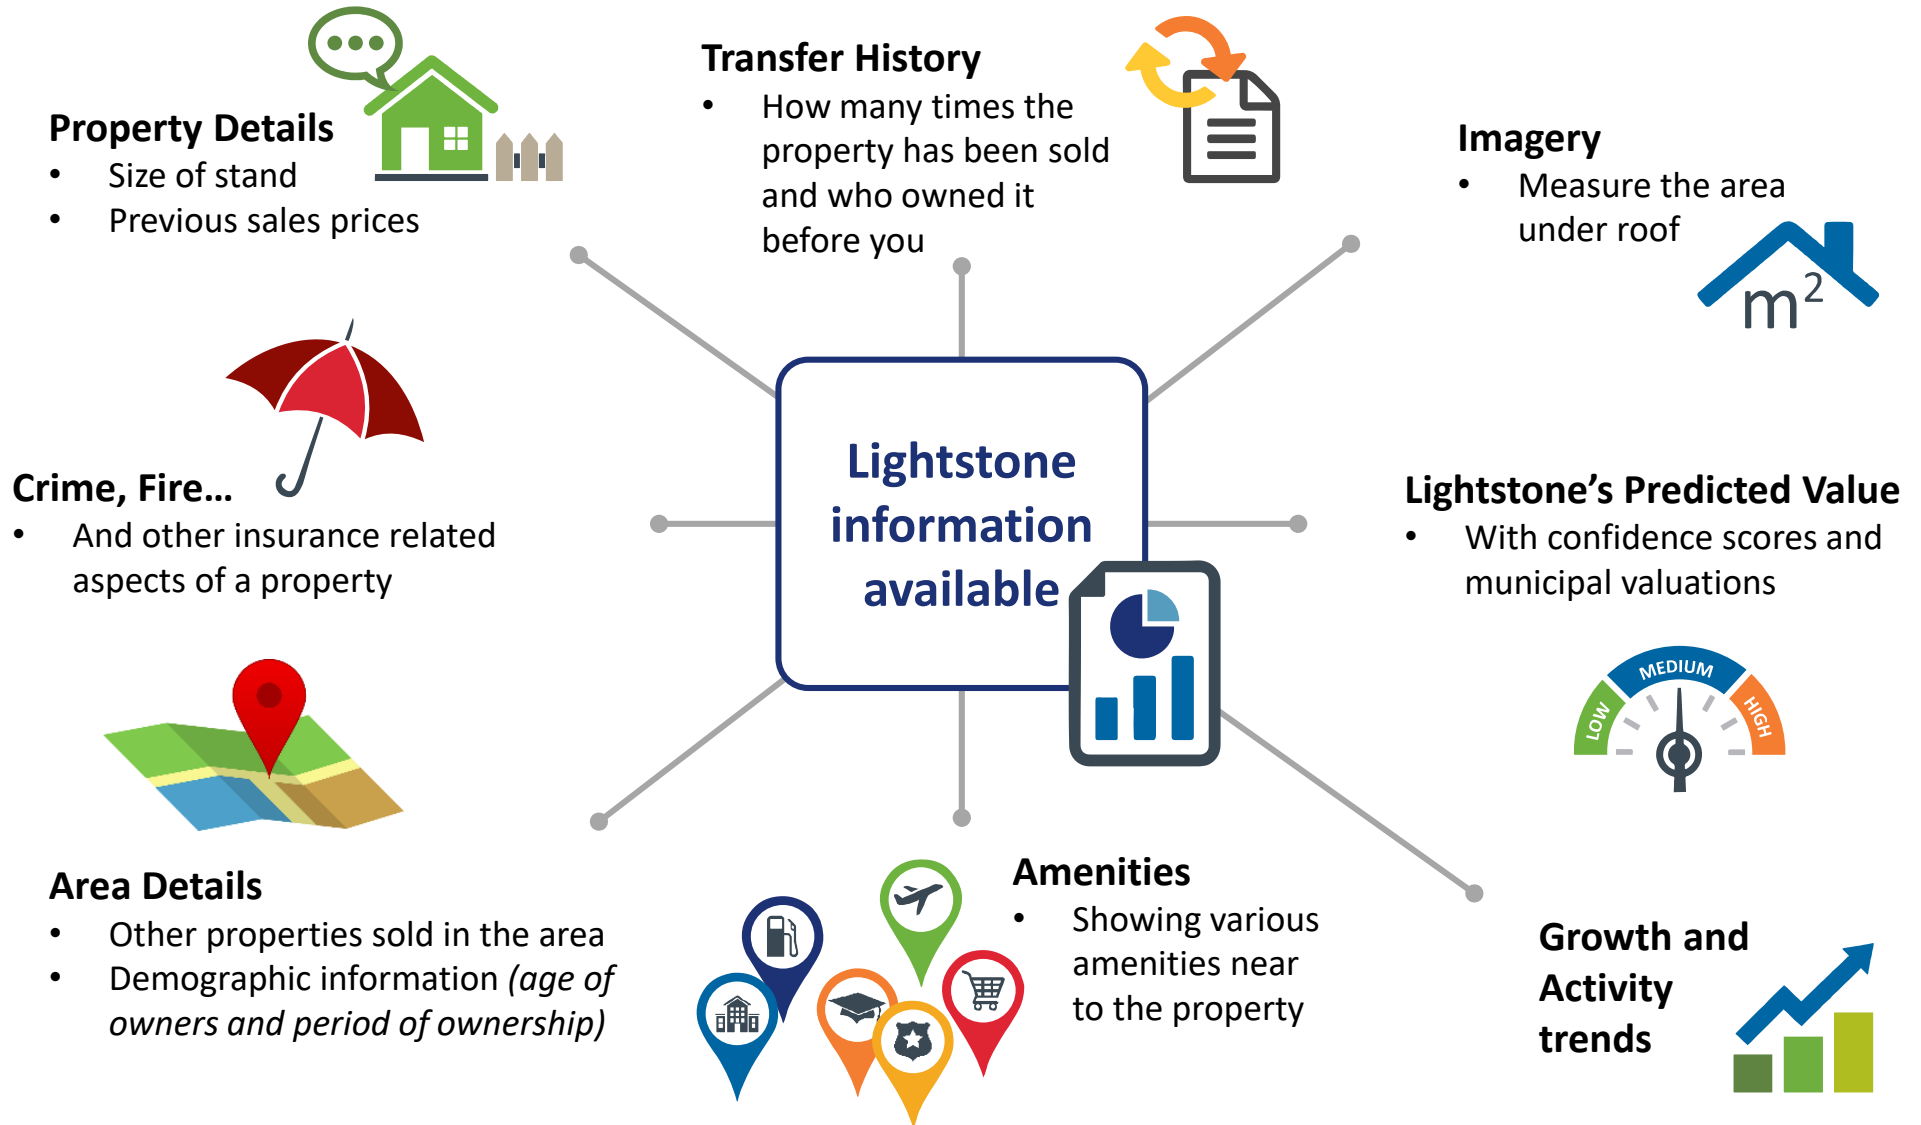 Property Details
• Size of stand
• Previous sales prices
Transfer History
• How many times the
property has been sold
and who owned it
before you
Imagery
• Measure the area
under roof
m²
Crime, Fire…
• And other insurance related
aspects of a property
Lightstone
information
available
Lightstone’s Predicted Value
• With confidence scores and
municipal valuations
LOW
MEDIUM
HIGH
Area Details
• Other properties sold in the area
• Demographic information (age of
owners and period of ownership)
Amenities
• Showing various
amenities near
to the property
Growth and
Activity
trends